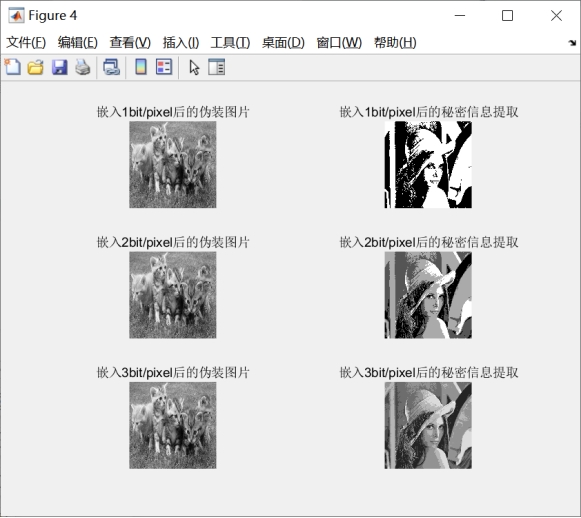 Figure 4
文件(F) 编辑(E) 查看(V) 插入(I) 工具(T) 桌面(D) 窗口(W) 帮助(H)
嵌入1bit/pixel后的伪装图片 嵌入1bit/pixel后的秘密信息提取
嵌入2bit/pixel后的伪装图片 嵌入2bit/pixel后的秘密信息提取
嵌入3bit/pixel后的伪装图片 嵌入3bit/pixel后的秘密信息提取